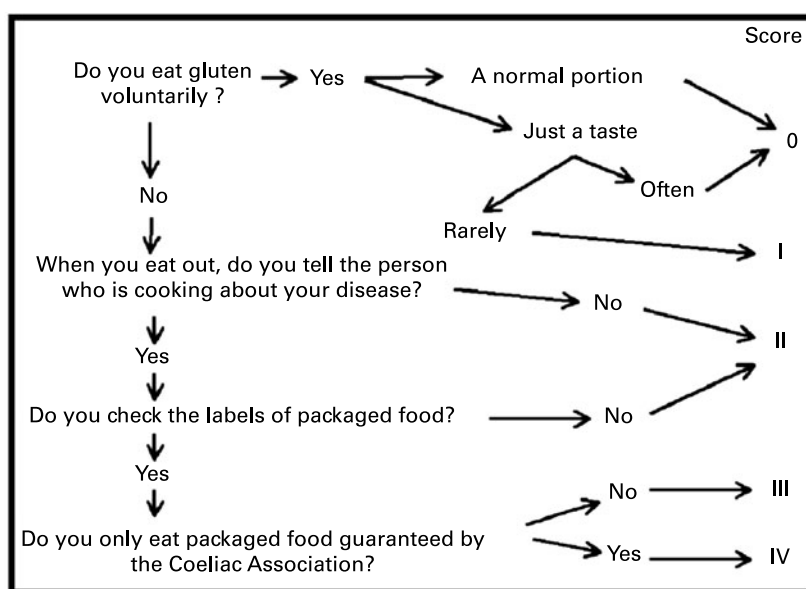 Score
Do you eat gluten
voluntarily ?
Yes
A normal portion
Just a taste
0
Often
No
Rarely
I
When you eat out, do you tell the person
who is cooking about your disease?
No
II
Yes
Do you check the labels of packaged food?
No
Yes
No
III
Do you only eat packaged food guaranteed by
the Coeliac Association?
Yes
IV